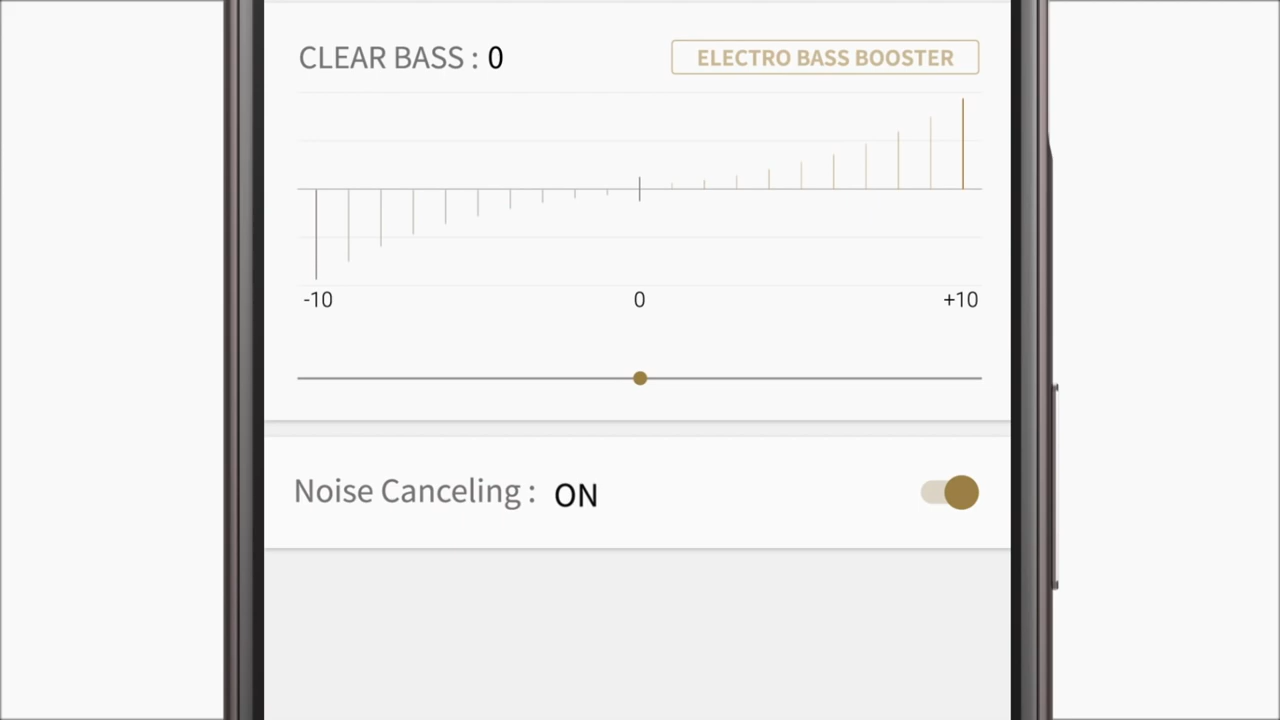 CLEAR BASS : 0
ELECTRO BASS BOOSTER
-10 0 +10
Noise Canceling : ON